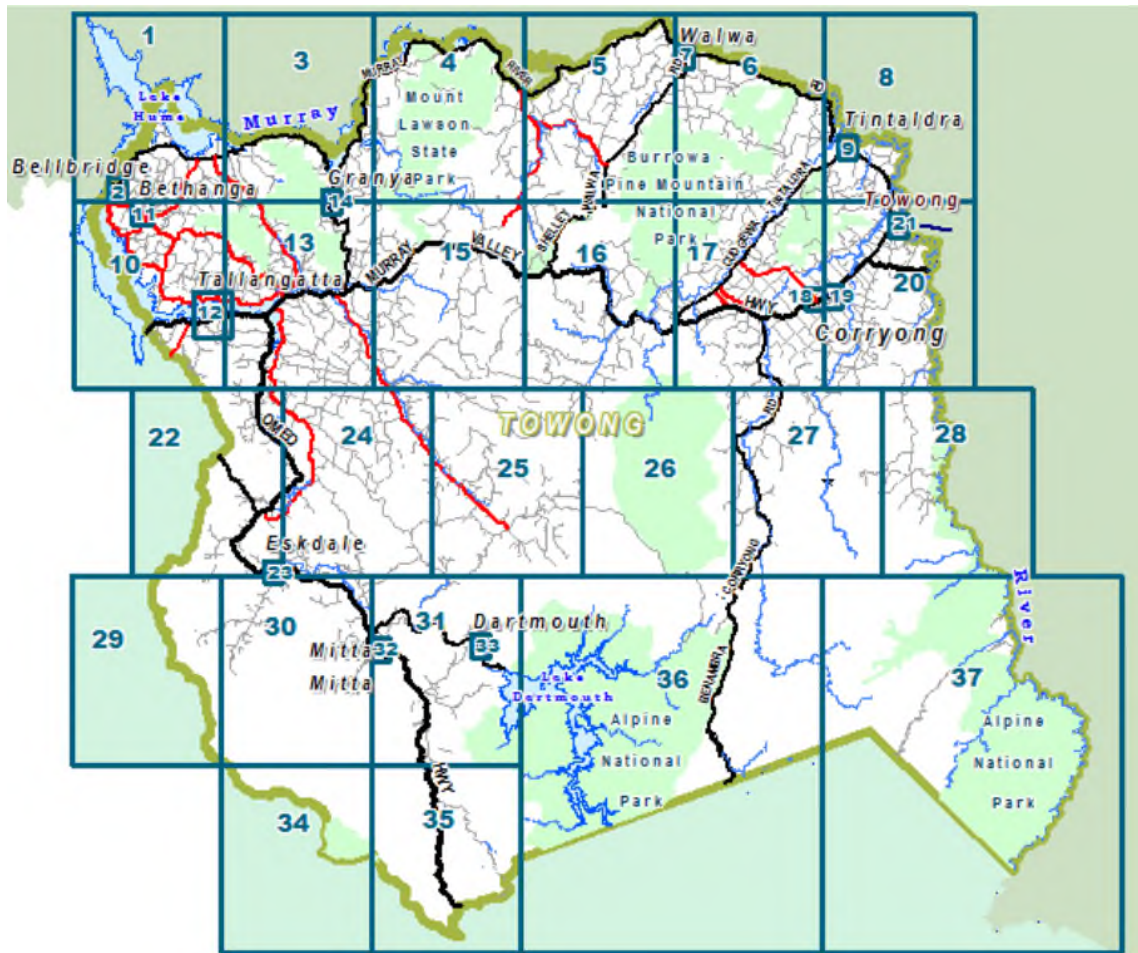 1
3
4
5
Walwa
7
6
8
MURRAY
RIVER
RD
RD
Lake
Hume
Murray
Mount
Lawson
State
Park
Tintaldra
9
Bellbridge
2
Bethanga
11
Granya
14
Burrowa
Pine Mountain
National
Park
WALWA
SHELLEY
TINTALDRA
CUDGEWA
Towong
21
10
13
MURRAY
VALLEY
15
16
17
HWY
20
Tallangatta
12
18
19
Corryong
TOWONG
22
OMEO
24
25
26
RD
27
28
Eskdale
23
CORRYONG
River
29
30
31
Dartmouth
33
Mitta
32
Mitta
Lake
Dartmouth
36
BENAMBRA
37
Alpine
National
Park
Alpine
National
Park
HWY
34
35